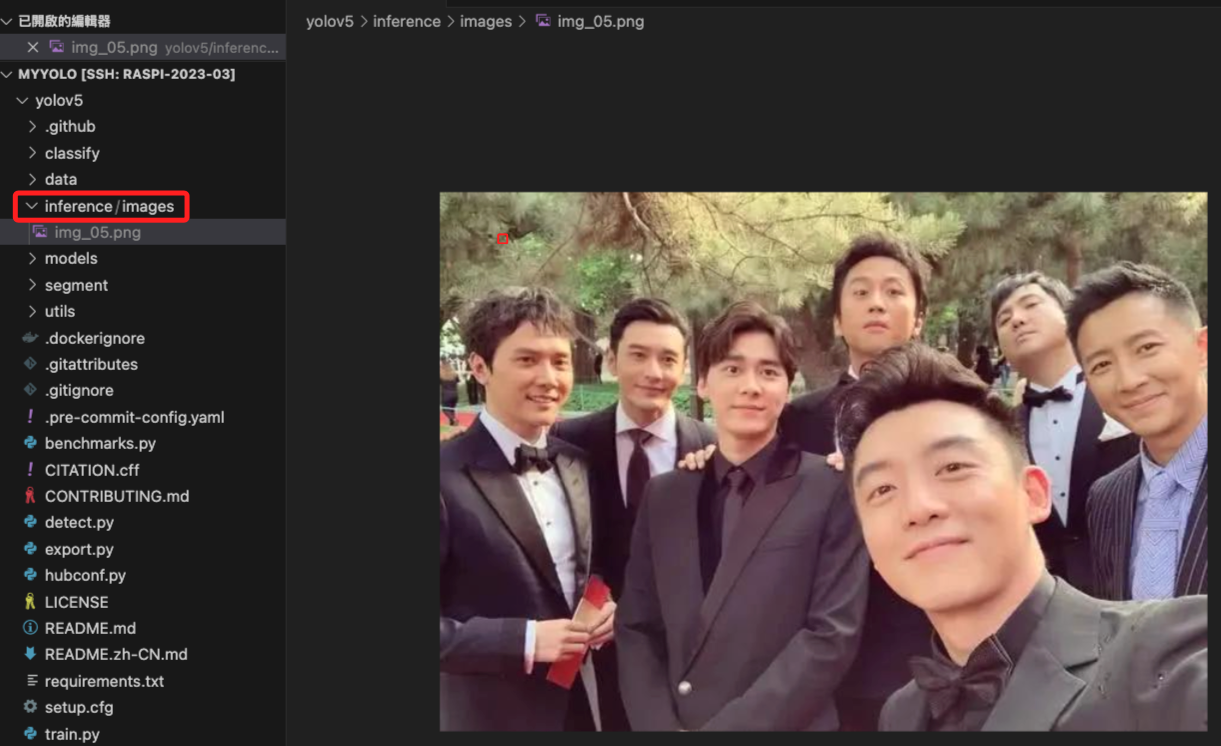 已開啟的編輯器
img_05.png yolov5/inferenc...
MYYOLO [SSH: RASPI-2023-03]
yolov5
.github
classify
data
inference/images
img_05.png
models
segment
utils
.dockerignore
.gitattributes
.gitignore
.pre-commit-config.yaml
benchmarks.py
CITATION.cff
CONTRIBUTING.md
detect.py
export.py
hubconf.py
LICENSE
README.md
README.zh-CN.md
requirements.txt
setup.cfg
train.py
yolov5 > inference > images > img_05.png